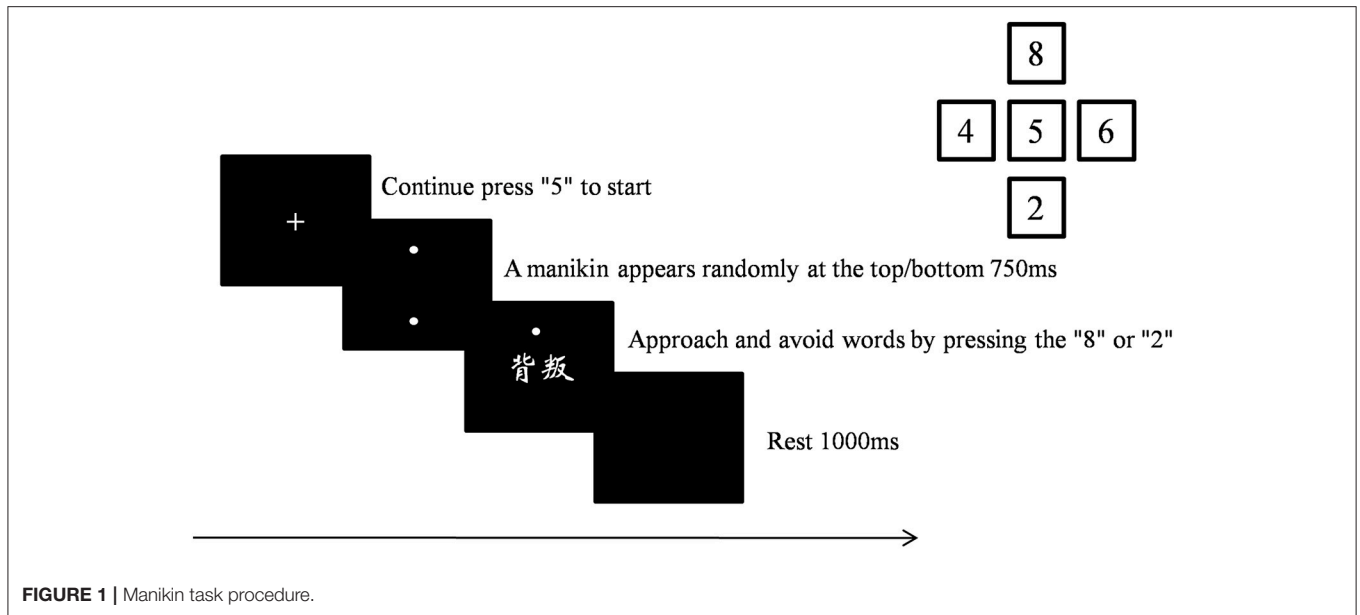 8
4 5 6
2
Continue press "5" to start
+
A manikin appears randomly at the top/bottom 750ms
Approach and avoid words by pressing the "8" or "2"
背叛
Rest 1000ms
FIGURE 1 | Manikin task procedure.